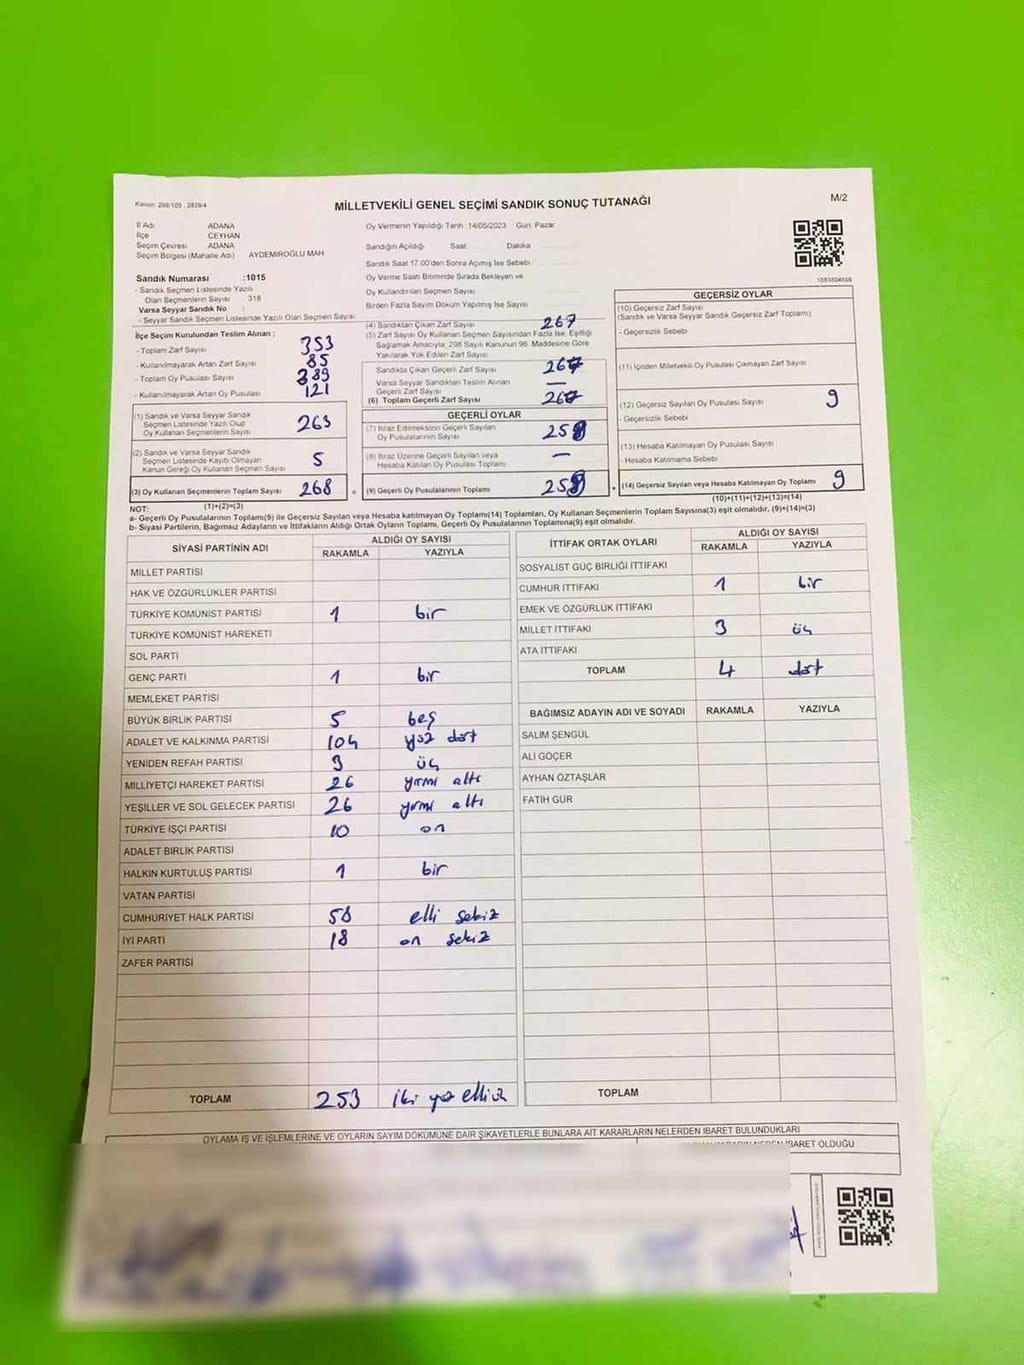 Kanun: 298/105 , 2839/4
MİLLETVEKİLİ GENEL SEÇİMİ SANDIK SONUÇ TUTANAĞI
M/2
İl Adı ADANA
İlçe CEYHAN
Seçim Çevresi ADANA
Seçim Bölgesi (Mahalle Adı) AYDEMİROĞLU MAH
Sandık Numarası :1015
- Sandık Seçmen Listesinde Yazılı
Olan Seçmenlerin Sayısı 318
Varsa Seyyar Sandık No :
- Seyyar Sandık Seçmen Listesinde Yazılı Olan Seçmen Sayısı
Oy Vermenin Yapıldığı Tarih 14/05/2023 Gün Pazar
Sandığın Açıldığı Saat Dakika
Sandık Saat 17.00'den Sonra Açımış İse Sebebi
Oy Verme Saati Bitiminde Sırada Bekleyen ve
Oy Kullandırılan Seçmen Sayısı
Birden Fazla Sayım Döküm Yapılmış İse Sayısı
İlçe Seçim Kurulundan Teslim Alınan ;
- Toplam Zarf Sayısı 353
- Kullanılmayarak Artan Zarf Sayısı 85
- Toplam Oy Pusulası Sayısı 389
- Kullanılmayarak Artan Oy Pusulası 121
(1) Sandık ve Varsa Seyyar Sandık
Seçmen Listesinde Yazılı Olup
Oy Kullanan Seçmenlerin Sayısı 263
(2) Sandık ve Varsa Seyyar Sandık
Seçmen Listesinde Kayıtlı Olmayan
Kanun Gereği Oy Kullanan Seçmen Sayısı 5
(3) Oy Kullanan Seçmenlerin Toplam Sayısı 268
(1)+(2)=(3)
(4) Sandıktan Çıkan Zarf Sayısı 267
(5) Zarf Sayısı Oy Kullanan Seçmen Sayısından Fazla İse, Eşitliği
Sağlamak Amacıyla, 298 Sayılı Kanunun 98. Maddesine Göre
Yakılarak Yok Edilen Zarf Sayısı
Sandıkta Çıkan Geçerli Zarf Sayısı 267
Varsa Seyyar Sandıktan Teslim Alınan
Geçerli Zarf Sayısı —
(6) Toplam Geçerli Zarf Sayısı 267
GEÇERLİ OYLAR
(7) İtiraz Edilmeksizin Geçerli Sayılan
Oy Pusulalarının Sayısı
(8) İtiraz Üzerine Geçerli Sayılan veya
Hesaba Katılan Oy Pusulası Toplamı —
= (9) Geçerli Oy Pusulalarının Toplamı
1083804698
GEÇERSİZ OYLAR
(10) Geçersiz Zarf Sayısı
(Sandık ve Varsa Seyyar Sandık Geçersiz Zarf Toplamı)
- Geçersizlik Sebebi
(11) İçinden Milletvekili Oy Pusulası Çıkmayan Zarf Sayısı
(12) Geçersiz Sayılan Oy Pusulası Sayısı 9
- Geçersizlik Sebebi
(13) Hesaba Katılmayan Oy Pusulası Sayısı
- Hesaba Katılmama Sebebi
+ (14) Geçersiz Sayılan veya Hesaba Katılmayan Oy Toplamı 9
(10)+(11)+(12)+(13)=(14)
NOT:
a- Geçerli Oy Pusulalarının Toplamı(9) ile Geçersiz Sayılan veya Hesaba katılmayan Oy Toplamı(14) Toplamları, Oy Kullanan Seçmenlerin Toplam Sayısına(3) eşit olmalıdır. (9)+(14)=(3)
b- Siyasi Partilerin, Bağımsız Adayların ve İttifakların Aldığı Ortak Oyların Toplamı, Geçerli Oy Pusulalarının Toplamına(9) eşit olmalıdır.
SİYASİ PARTİNİN ADI ALDIĞI OY SAYISI
RAKAMLA YAZIYLA
MİLLET PARTİSİ
HAK VE ÖZGÜRLÜKLER PARTİSİ
TÜRKİYE KOMÜNİST PARTİSİ 1 bir
TÜRKİYE KOMÜNİST HAREKETİ
SOL PARTİ
GENÇ PARTİ 1 bir
MEMLEKET PARTİSİ
BÜYÜK BİRLİK PARTİSİ 5 beş
ADALET VE KALKINMA PARTİSİ 104 yüz dört
YENİDEN REFAH PARTİSİ 3 üç
MİLLİYETÇİ HAREKET PARTİSİ 26 yirmi altı
YEŞİLLER VE SOL GELECEK PARTİSİ 26 yirmi altı
TÜRKİYE İŞÇİ PARTİSİ 10 on
ADALET BİRLİK PARTİSİ
HALKIN KURTULUŞ PARTİSİ 1 bir
VATAN PARTİSİ
CUMHURİYET HALK PARTİSİ 58 elli sekiz
İYİ PARTİ 18 on sekiz
ZAFER PARTİSİ
TOPLAM 253 iki yüz elli üç
İTTİFAK ORTAK OYLARI ALDIĞI OY SAYISI
RAKAMLA YAZIYLA
SOSYALİST GÜÇ BİRLİĞİ İTTİFAKI
CUMHUR İTTİFAKI 1 bir
EMEK VE ÖZGÜRLÜK İTTİFAKI
MİLLET İTTİFAKI 3 üç
ATA İTTİFAKI
TOPLAM 4 dört
BAĞIMSIZ ADAYIN ADI VE SOYADI RAKAMLA YAZIYLA
SALİM ŞENGÜL
ALİ GÖÇER
AYHAN ÖZTAŞLAR
FATİH GÜR
TOPLAM
OYLAMA İŞ VE İŞLEMLERİNE VE OYLARIN SAYIM DÖKÜMÜNE DAİR ŞİKAYETLERLE BUNLARA AİT KARARLARIN NELERDEN İBARET BULUNDUKLARI
İBARET OLDUĞU